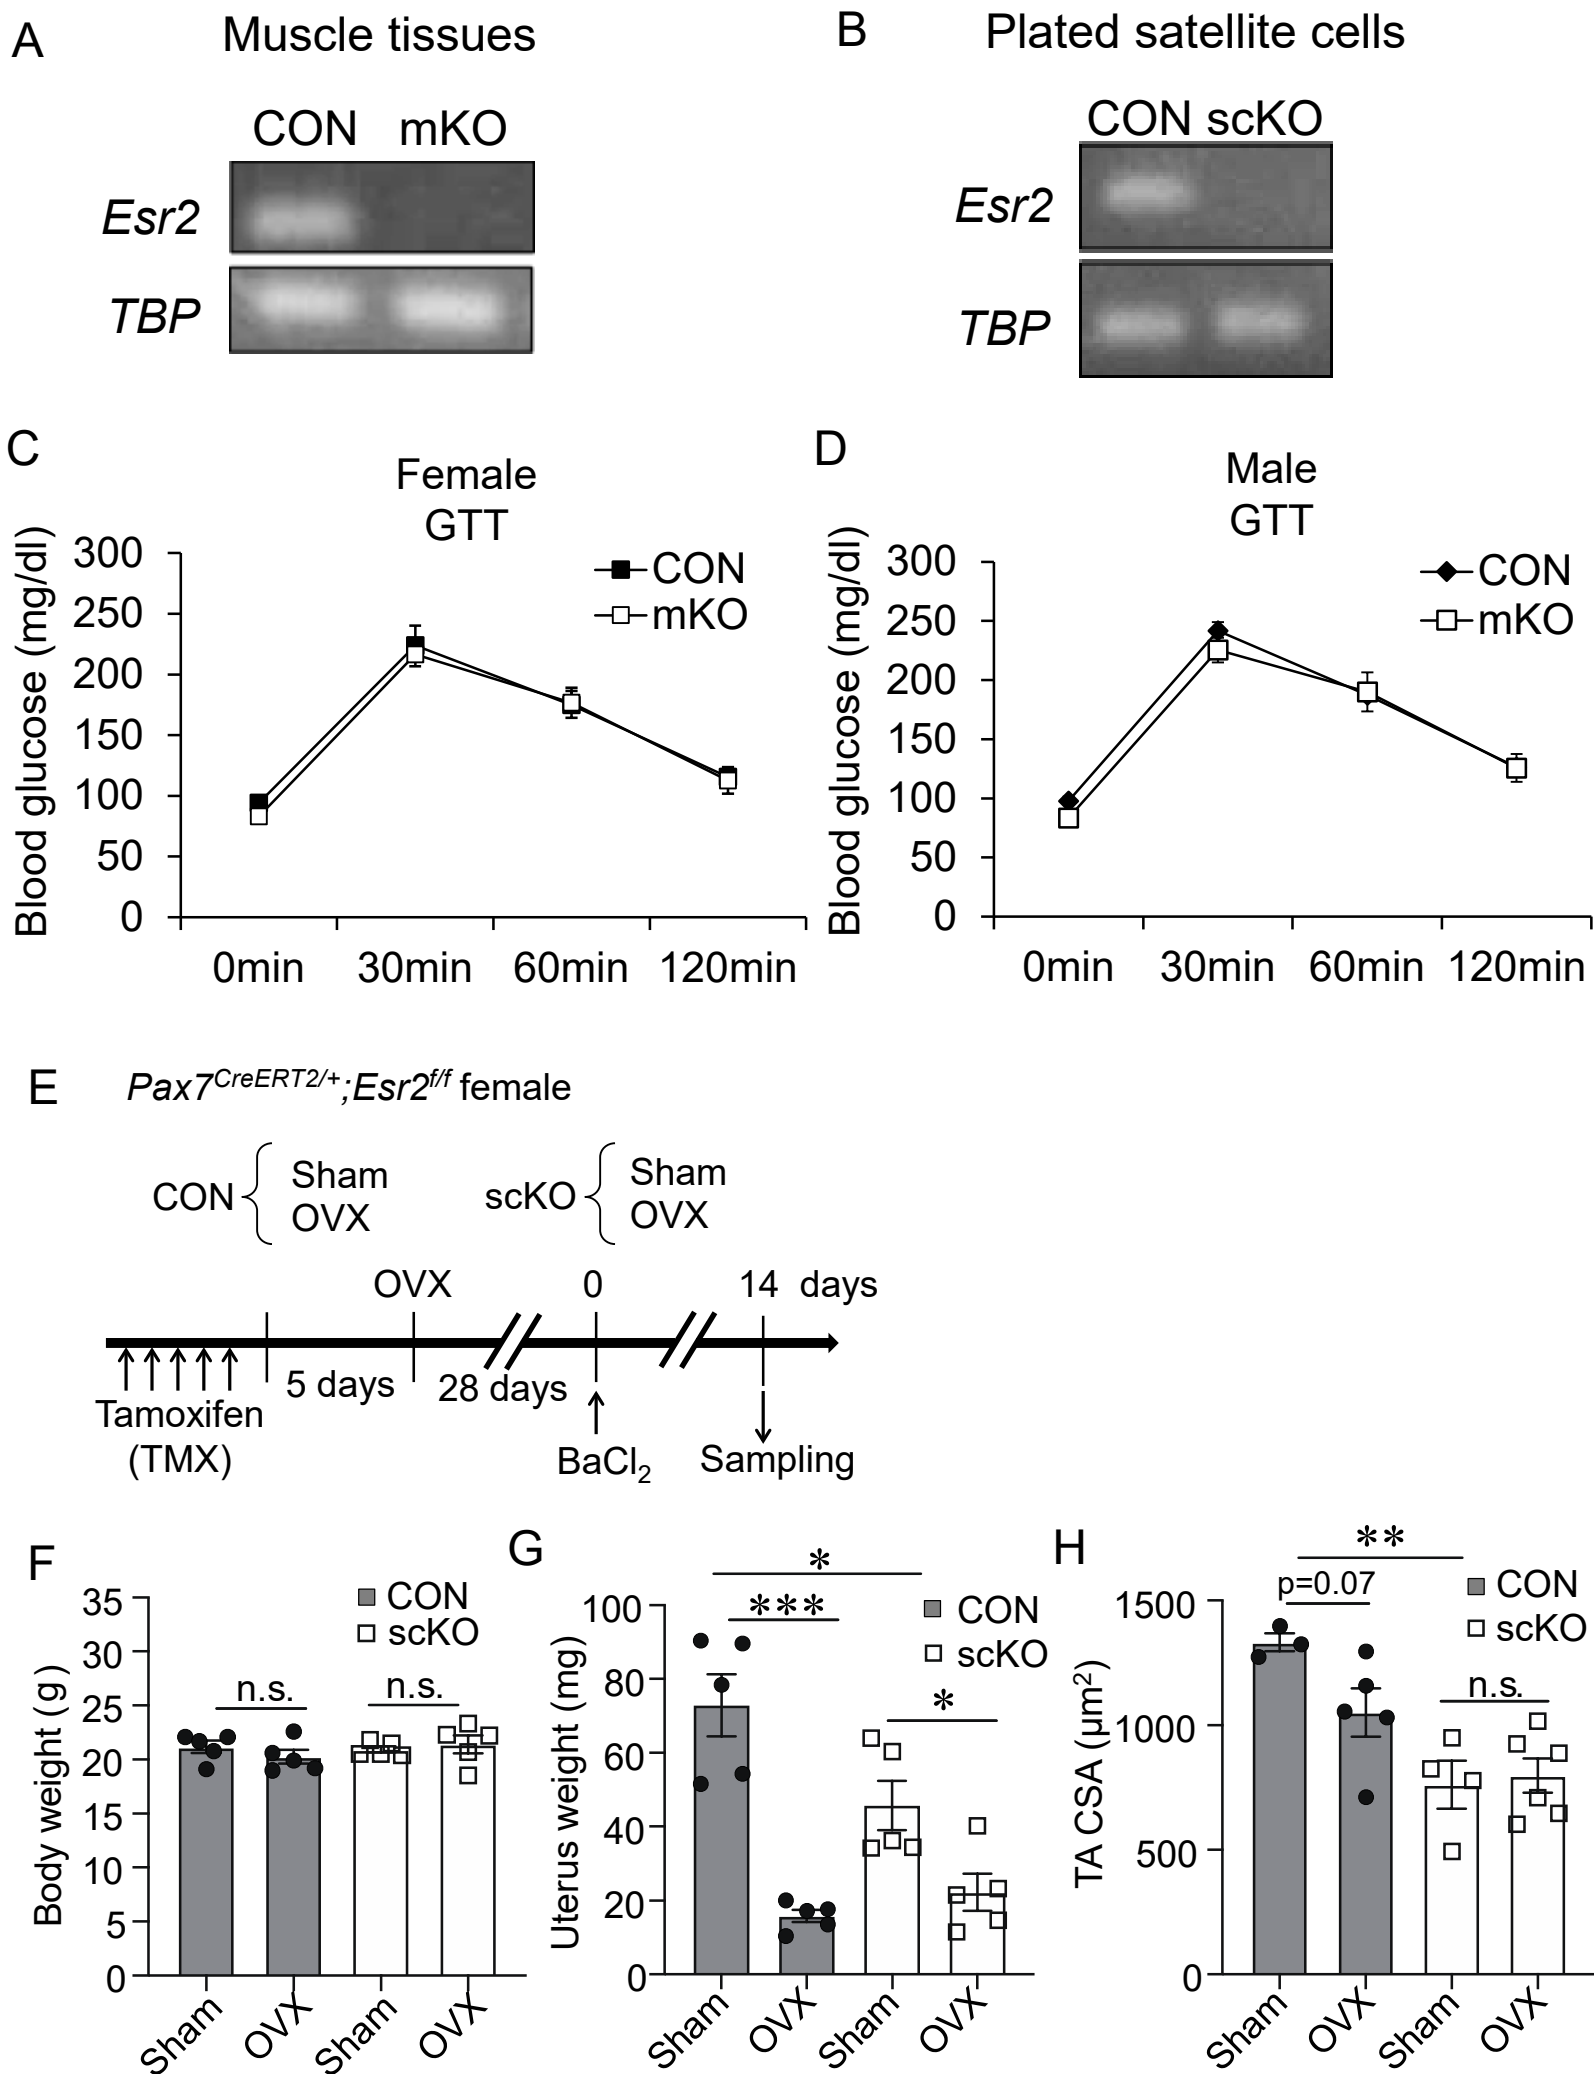 A
Muscle tissues
CON mKO
Esr2
TBP
B
Plated satellite cells
CON scKO
Esr2
TBP
C
Female
GTT
Blood glucose (mg/dl)
300
250
200
150
100
50
0
CON
mKO
0min 30min 60min 120min
D
Male
GTT
Blood glucose (mg/dl)
300
250
200
150
100
50
0
CON
mKO
0min 30min 60min 120min
E
Pax7CreERT2/+;Esr2f/f female
CON
Sham
OVX
scKO
Sham
OVX
OVX 0 14 days
5 days 28 days
Tamoxifen
(TMX)
BaCl2
Sampling
F
Body weight (g)
35
30
25
20
15
10
5
0
CON
scKO
n.s. n.s.
Sham OVX Sham OVX
G
Uterus weight (mg)
100
80
60
40
20
0
*
***
*
CON
scKO
Sham OVX Sham OVX
H
TA CSA (µm2)
1500
1000
500
0
**
p=0.07
n.s.
CON
scKO
Sham OVX Sham OVX